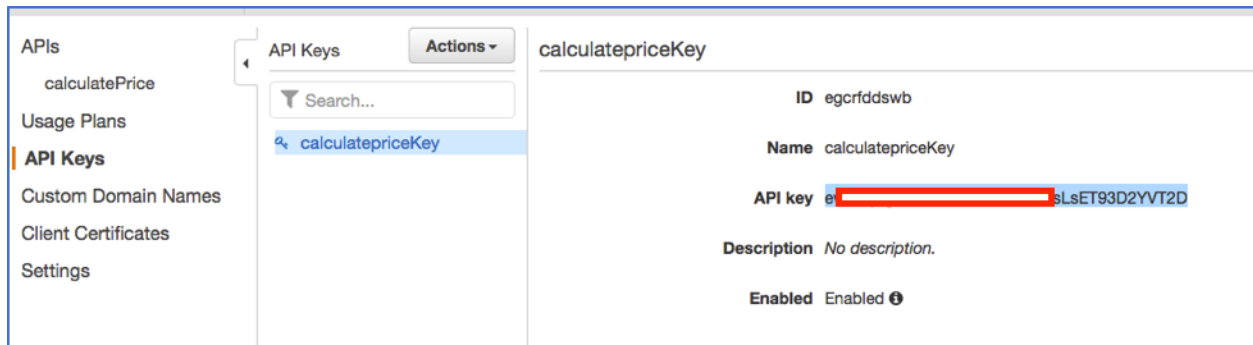 APIs
calculatePrice
Usage Plans
API Keys
Custom Domain Names
Client Certificates
Settings
API Keys
Actions
Search...
calculatepriceKey
calculatepriceKey
ID egcrfddswb
Name calculatepriceKey
API key sLsET93D2YVT2D
Description No description.
Enabled Enabled